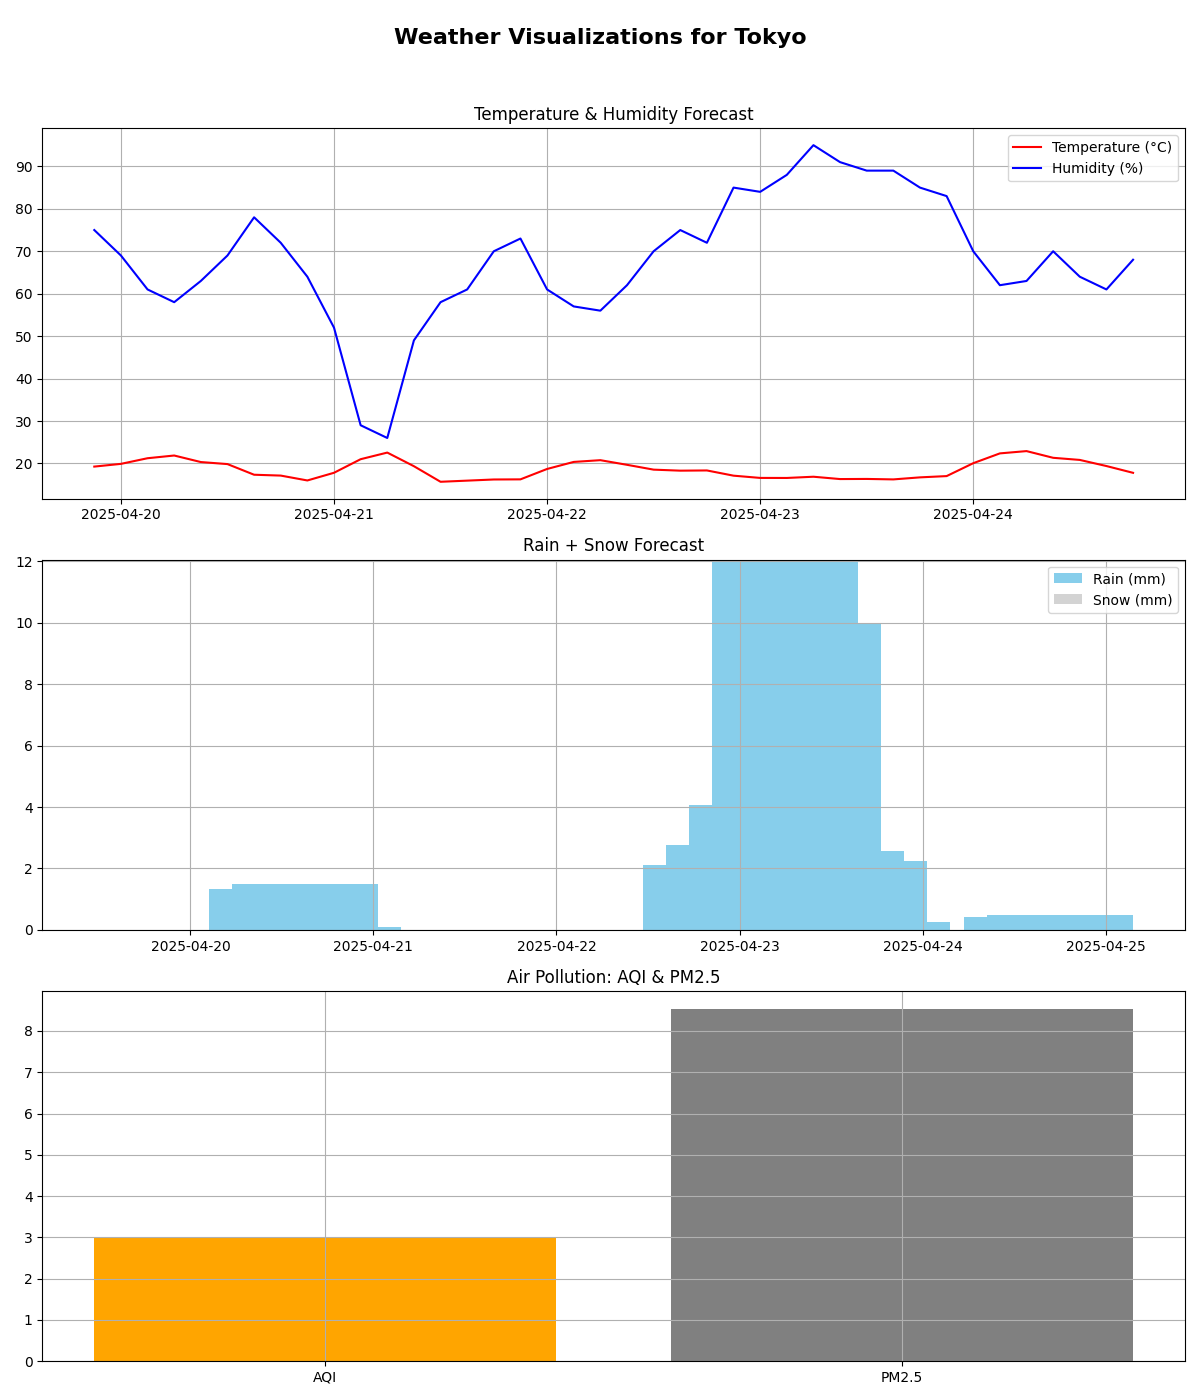 Weather Visualizations for Tokyo
Temperature & Humidity Forecast
Temperature (°C)
Humidity (%)
90
80
70
60
50
40
30
20
2025-04-20 2025-04-21 2025-04-22 2025-04-23 2025-04-24
Rain + Snow Forecast
Rain (mm)
Snow (mm)
12
10
8
6
4
2
0
2025-04-20 2025-04-21 2025-04-22 2025-04-23 2025-04-24 2025-04-25
Air Pollution: AQI & PM2.5
8
7
6
5
4
3
2
1
0
AQI PM2.5